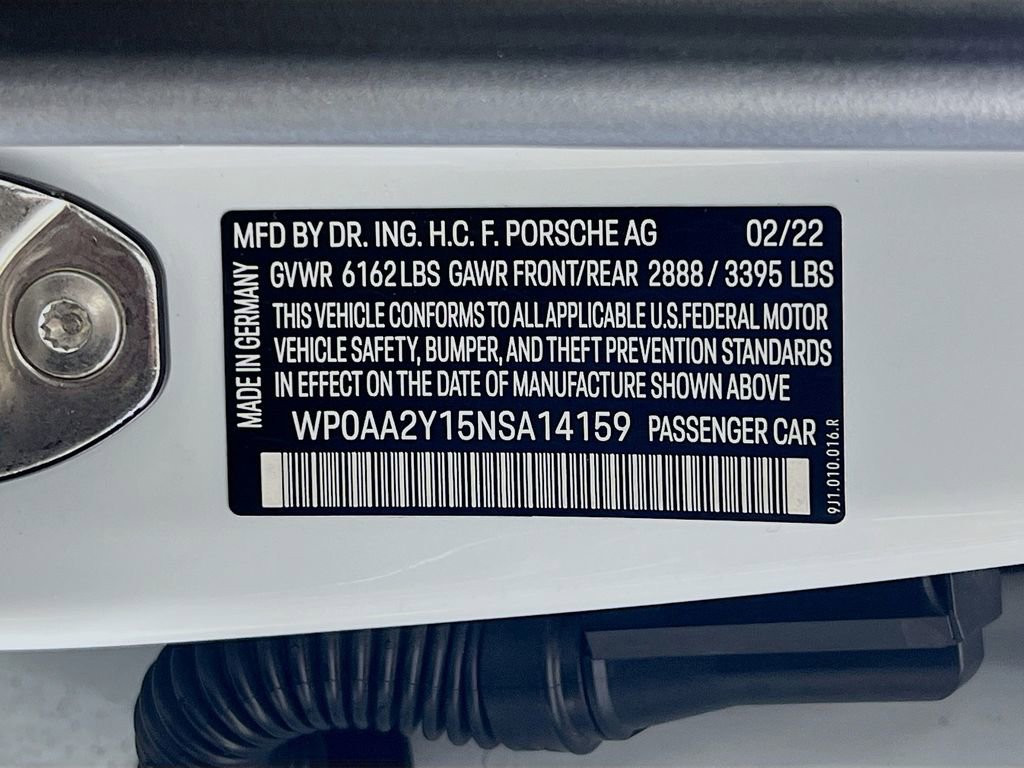 MFD BY DR. ING. H.C. F. PORSCHE AG 02/22
GVWR 6162 LBS GAWR FRONT/REAR 2888 / 3395 LBS
THIS VEHICLE CONFORMS TO ALL APPLICABLE U.S. FEDERAL MOTOR
VEHICLE SAFETY, BUMPER, AND THEFT PREVENTION STANDARDS
IN EFFECT ON THE DATE OF MANUFACTURE SHOWN ABOVE
WP0AA2Y15NSA14159 PASSENGER CAR
MADE IN GERMANY
9J1.010.016.R